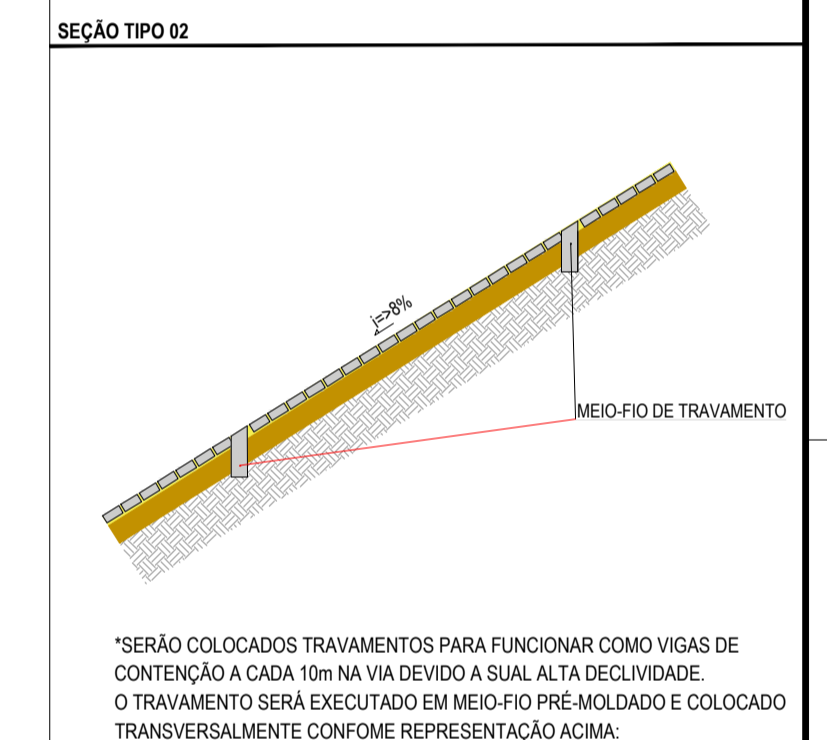 SEÇÃO TIPO 02
i=>8%
MEIO-FIO DE TRAVAMENTO
*SERÃO COLOCADOS TRAVAMENTOS PARA FUNCIONAR COMO VIGAS DE
CONTENÇÃO A CADA 10m NA VIA DEVIDO A SUAL ALTA DECLIVIDADE.
O TRAVAMENTO SERÁ EXECUTADO EM MEIO-FIO PRÉ-MOLDADO E COLOCADO
TRANSVERSALMENTE CONFOME REPRESENTAÇÃO ACIMA: